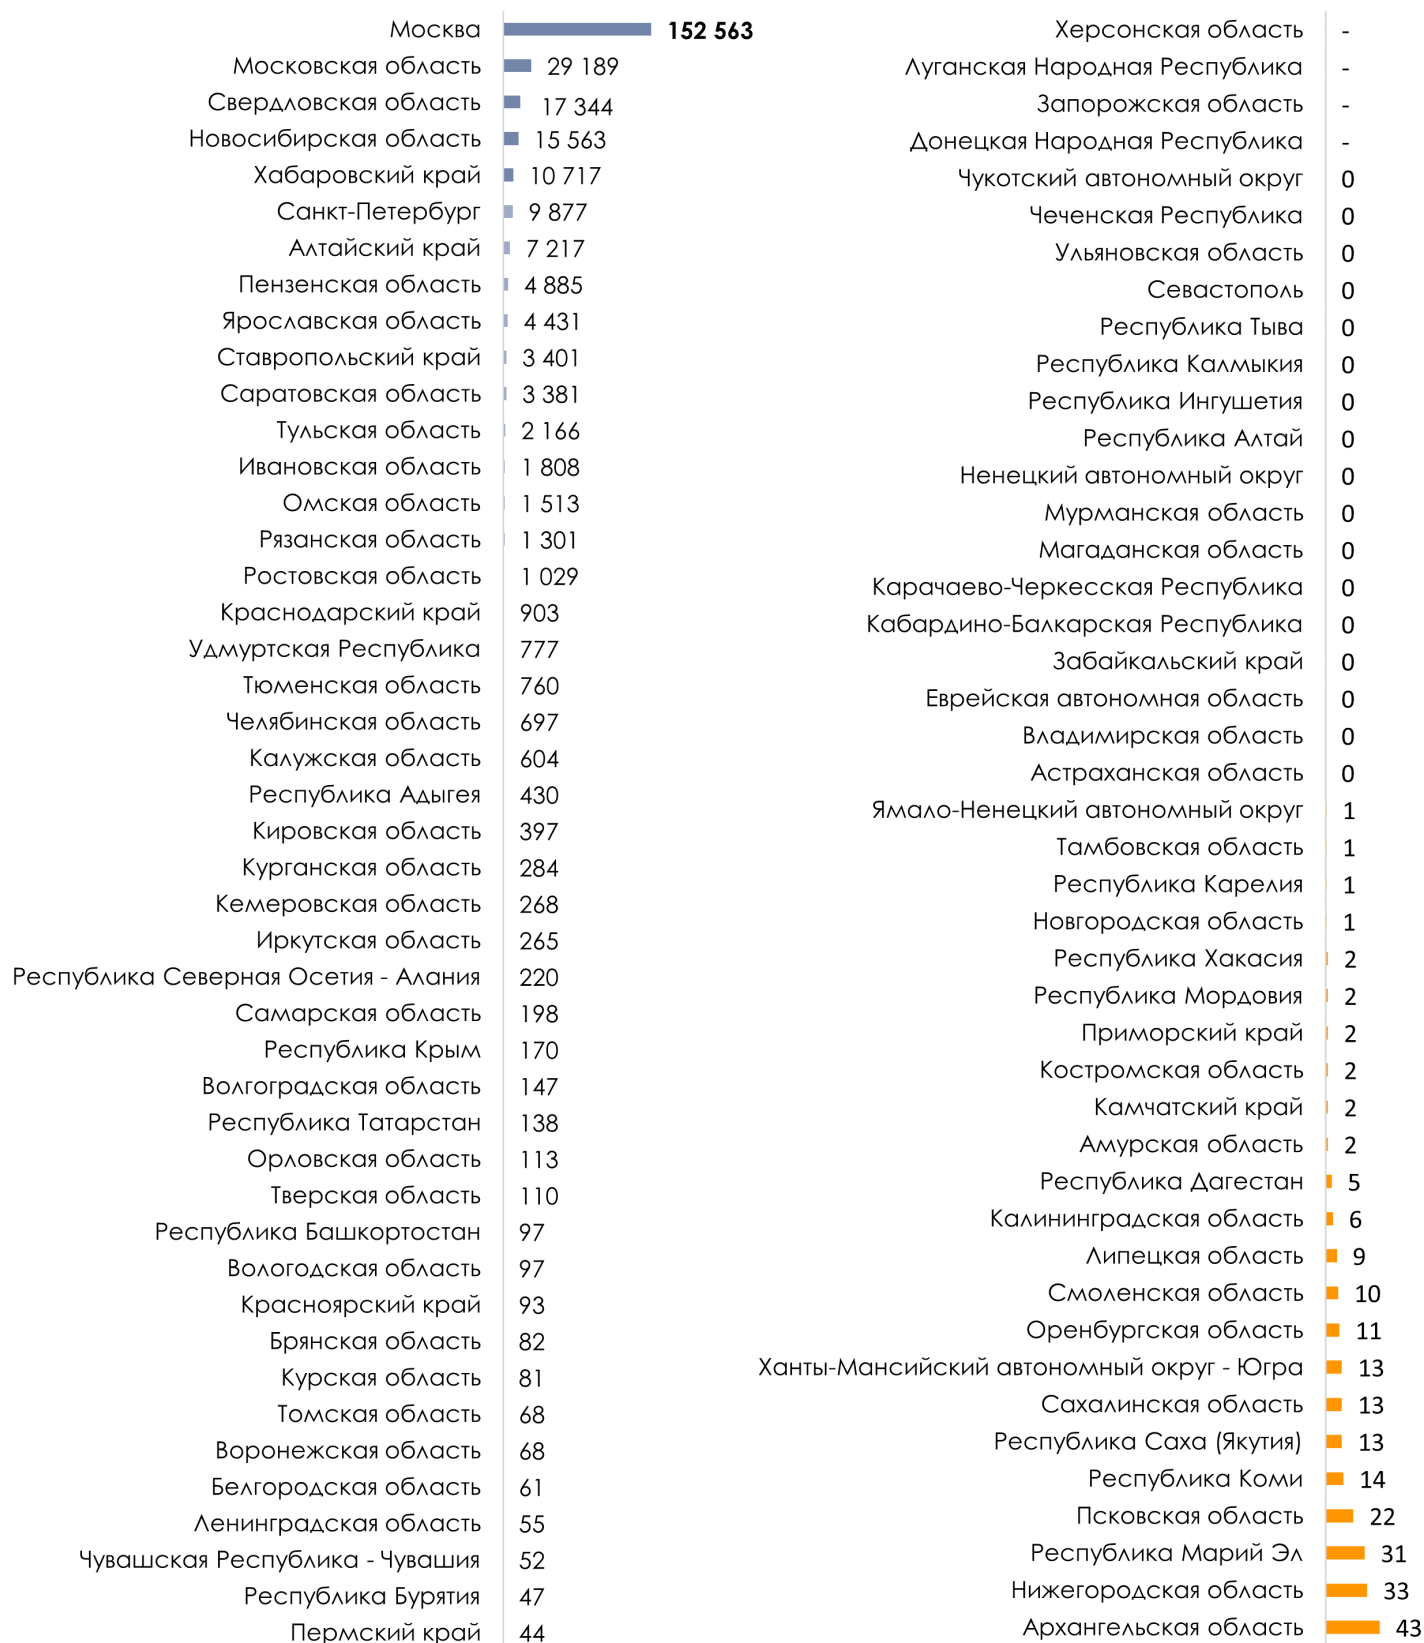 Москва 152 563
Московская область 29 189
Свердловская область 17 344
Новосибирская область 15 563
Хабаровский край 10 717
Санкт-Петербург 9 877
Алтайский край 7 217
Пензенская область 4 885
Ярославская область 4 431
Ставропольский край 3 401
Саратовская область 3 381
Тульская область 2 166
Ивановская область 1 808
Омская область 1 513
Рязанская область 1 301
Ростовская область 1 029
Краснодарский край 903
Удмуртская Республика 777
Тюменская область 760
Челябинская область 697
Калужская область 604
Республика Адыгея 430
Кировская область 397
Курганская область 284
Кемеровская область 268
Иркутская область 265
Республика Северная Осетия - Алания 220
Самарская область 198
Республика Крым 170
Волгоградская область 147
Республика Татарстан 138
Орловская область 113
Тверская область 110
Республика Башкортостан 97
Вологодская область 97
Красноярский край 93
Брянская область 82
Курская область 81
Томская область 68
Воронежская область 68
Белгородская область 61
Ленинградская область 55
Чувашская Республика - Чувашия 52
Республика Бурятия 47
Пермский край 44
Херсонская область -
Луганская Народная Республика -
Запорожская область -
Донецкая Народная Республика -
Чукотский автономный округ 0
Чеченская Республика 0
Ульяновская область 0
Севастополь 0
Республика Тыва 0
Республика Калмыкия 0
Республика Ингушетия 0
Республика Алтай 0
Ненецкий автономный округ 0
Мурманская область 0
Магаданская область 0
Карачаево-Черкесская Республика 0
Кабардино-Балкарская Республика 0
Забайкальский край 0
Еврейская автономная область 0
Владимирская область 0
Астраханская область 0
Ямало-Ненецкий автономный округ 1
Тамбовская область 1
Республика Карелия 1
Новгородская область 1
Республика Хакасия 2
Республика Мордовия 2
Приморский край 2
Костромская область 2
Камчатский край 2
Амурская область 2
Республика Дагестан 5
Калининградская область 6
Липецкая область 9
Смоленская область 10
Оренбургская область 11
Ханты-Мансийский автономный округ - Югра 13
Сахалинская область 13
Республика Саха (Якутия) 13
Республика Коми 14
Псковская область 22
Республика Марий Эл 31
Нижегородская область 33
Архангельская область 43